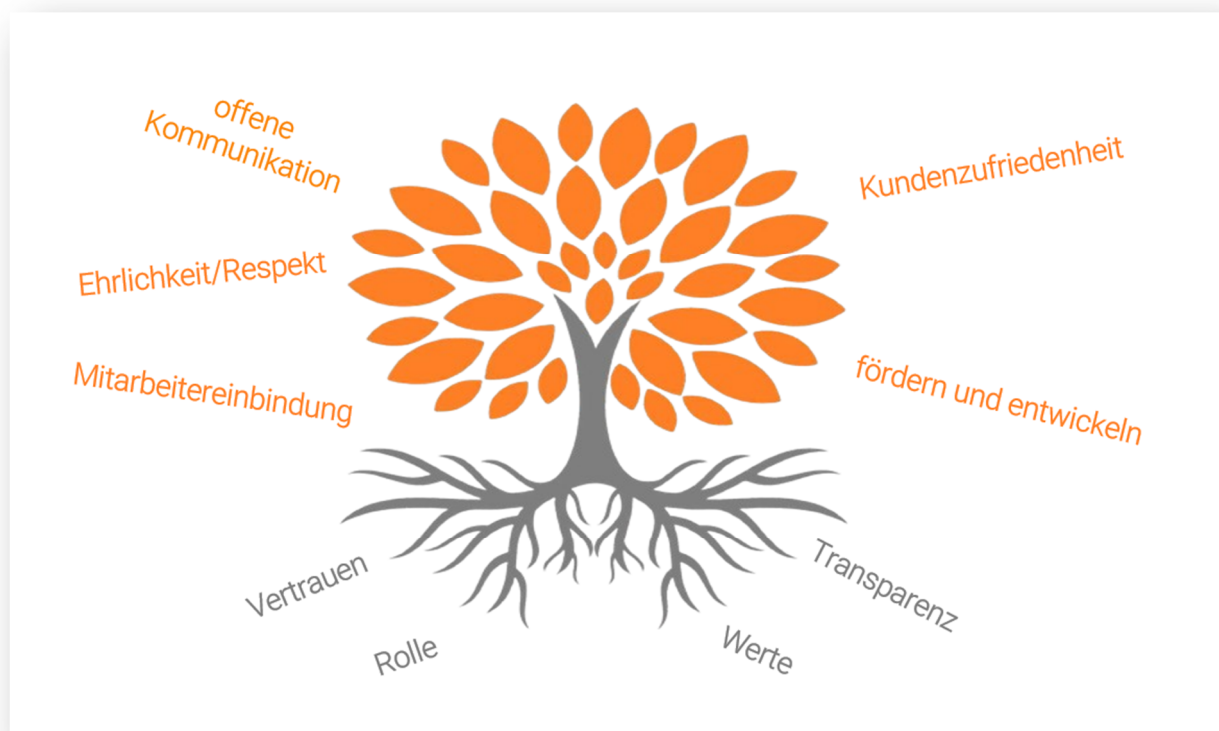 offene
Kommunikation
Kundenzufriedenheit
Ehrlichkeit/Respekt
Mitarbeitereinbindung
fördern und entwickeln
Vertrauen
Transparenz
Rolle
Werte